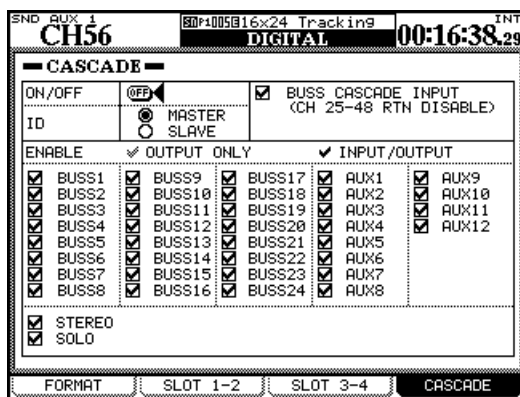 SND AUX 1 16x24 Tracking INT
CH56 DIGITAL 00:16:38.29
CASCADE
ON/OFF OFF BUSS CASCADE INPUT
(CH 25-48 RTN DISABLE)
ID MASTER
SLAVE
ENABLE OUTPUT ONLY INPUT/OUTPUT
BUSS1 BUSS9 BUSS17 AUX1 AUX9
BUSS2 BUSS10 BUSS18 AUX2 AUX10
BUSS3 BUSS11 BUSS19 AUX3 AUX11
BUSS4 BUSS12 BUSS20 AUX4 AUX12
BUSS5 BUSS13 BUSS21 AUX5
BUSS6 BUSS14 BUSS22 AUX6
BUSS7 BUSS15 BUSS23 AUX7
BUSS8 BUSS16 BUSS24 AUX8
STEREO
SOLO
FORMAT SLOT 1-2 SLOT 3-4 CASCADE